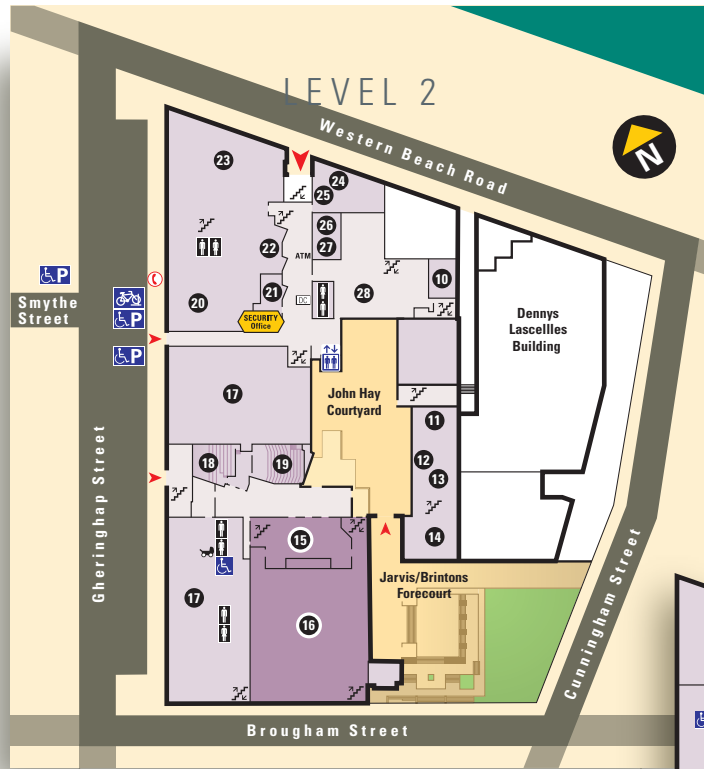 LEVEL 2
Western Beach Road
N
23
24
25
26
22
ATM
27
P
10
21
28
DC
20
Smythe
Street
SECURITY
Office
P
P
Dennys
Lascellles
Building
17
John Hay
Courtyard
11
18
19
12
13
15
14
Gheringhap Street
Jarvis/Brintons
Forecourt
17
16
Cunningham Street
Brougham Street